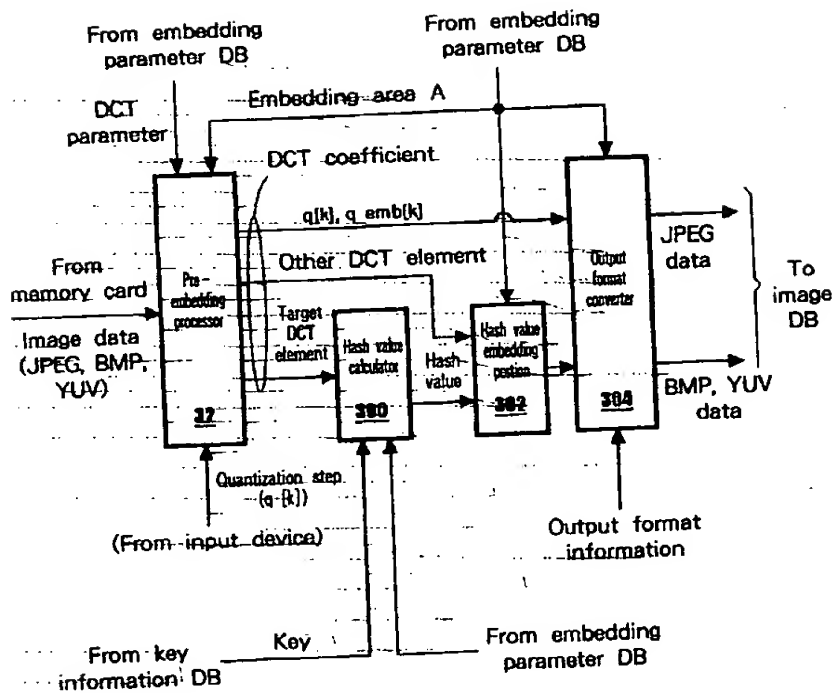 From embedding
parameter DB
From embedding
parameter DB
DCT
parameter
Embedding area A
DCT coefficient
q[k], q_emb[k]
Other DCT element
From
memory card
Image data
(JPEG, BMP,
YUV)
Pre-
embedding
processor
32
Target
DCT
element
Hash value
calculator
380
Hash
value
Hash value
embedding
portion
382
Output
format
converter
384
JPEG
data
BMP, YUV
data
To
image
DB
Quantization step
(q-[k])
(From input device)
Output format
information
From key
information DB
Key
From embedding
parameter DB